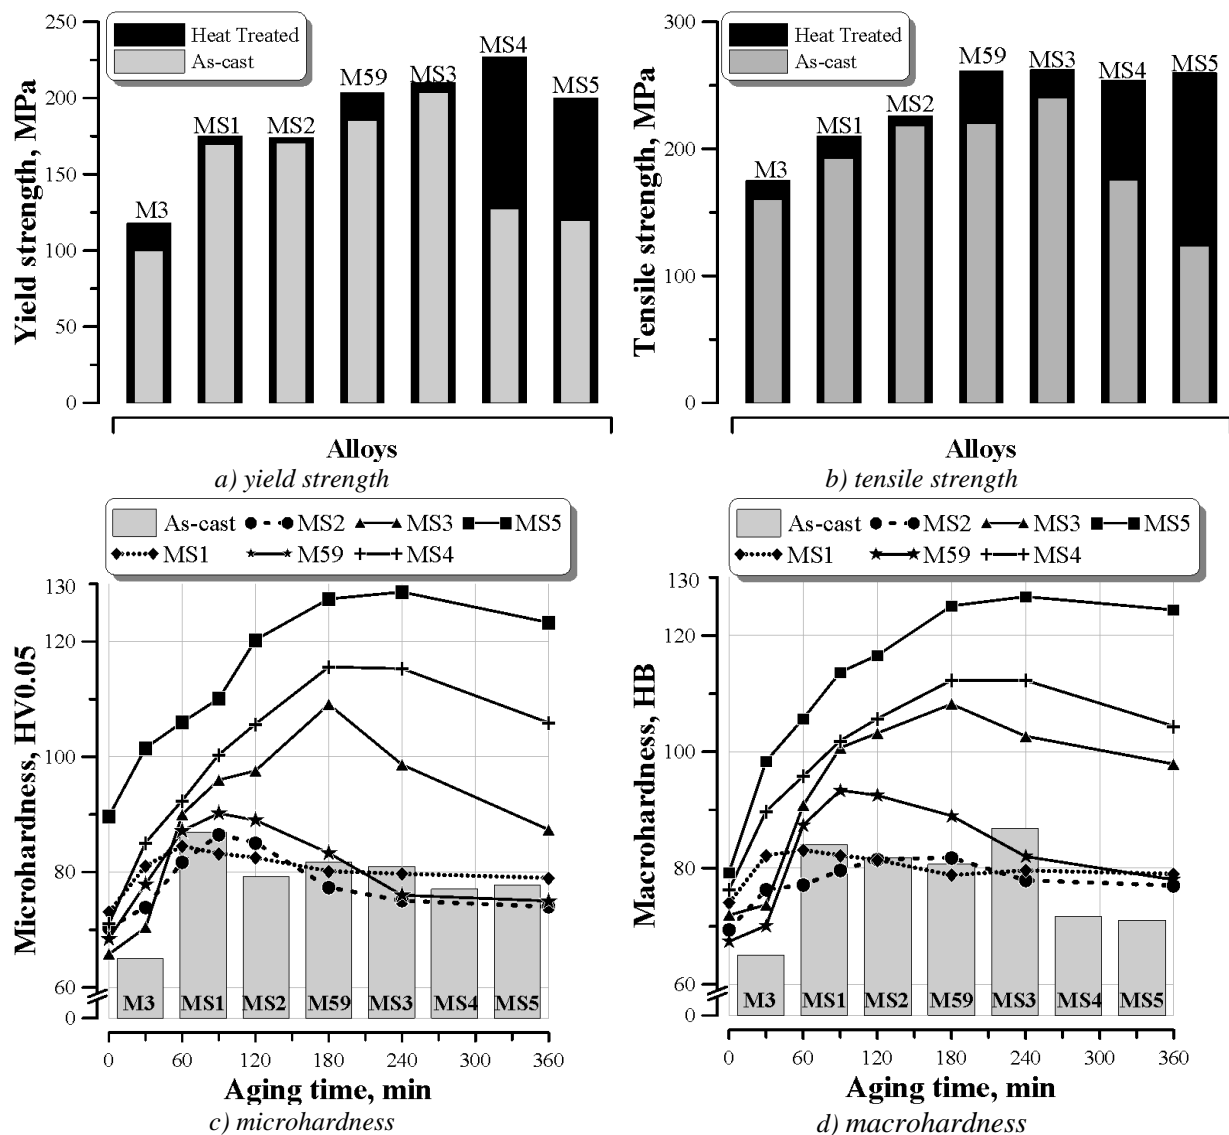 250
200
150
100
50
0
Yield strength, MPa
Heat Treated
As-cast
M3
MS1
MS2
M59
MS3
MS4
MS5
Alloys
a) yield strength
300
200
100
0
Tensile strength, MPa
Heat Treated
As-cast
M3
MS1
MS2
M59
MS3
MS4
MS5
Alloys
b) tensile strength
As-cast MS2 MS3 MS5
MS1 M59 MS4
130
120
100
80
60
0
Microhardness, HV0.05
M3 MS1 MS2 M59 MS3 MS4 MS5
0 60 120 180 240 300 360
Aging time, min
c) microhardness
As-cast MS2 MS3 MS5
MS1 M59 MS4
130
120
100
80
60
0
Macrohardness, HB
M3 MS1 MS2 M59 MS3 MS4 MS5
0 60 120 180 240 300 360
Aging time, min
d) macrohardness